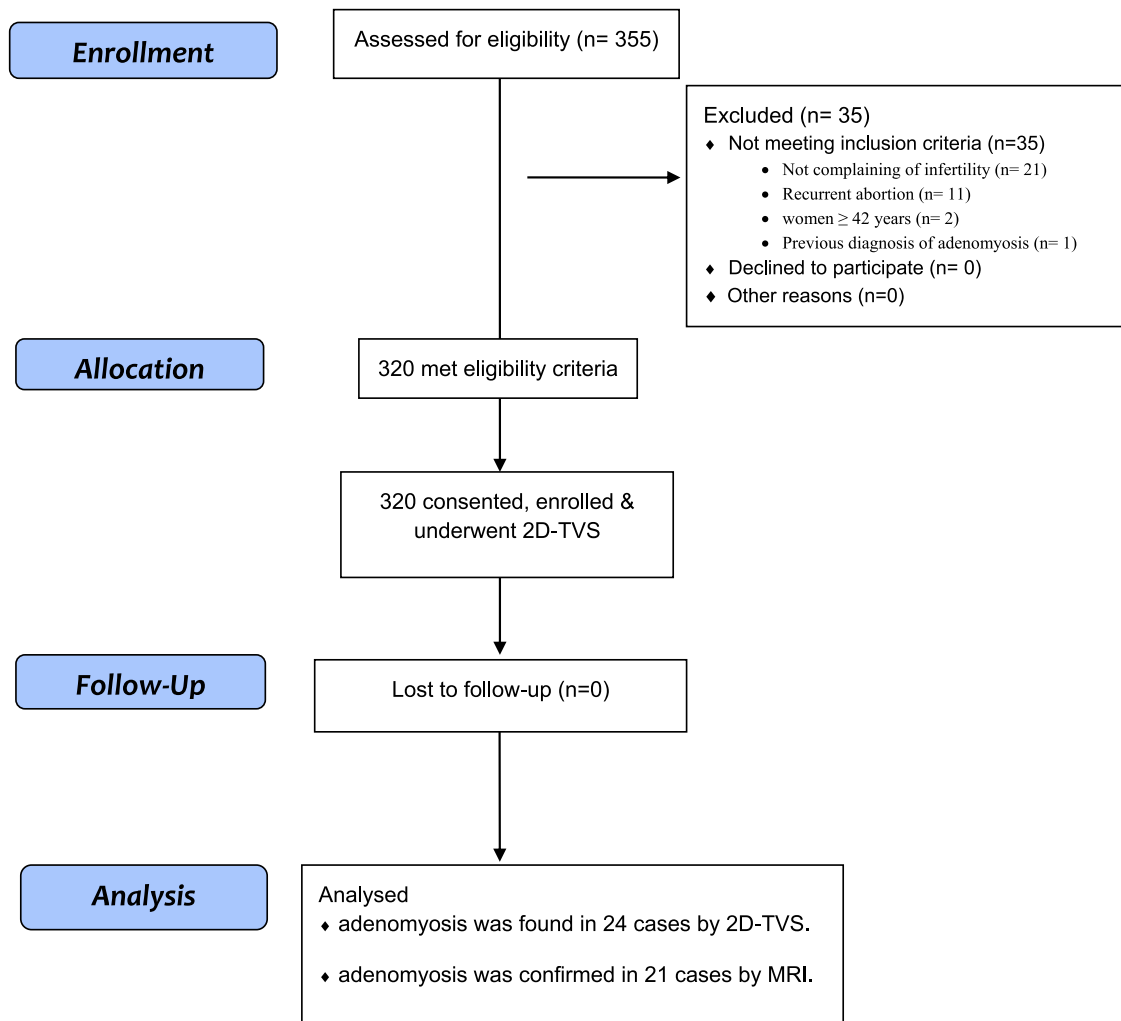 Enrollment
Assessed for eligibility (n= 355)
Excluded (n= 35)
♦ Not meeting inclusion criteria (n=35)
• Not complaining of infertility (n= 21)
• Recurrent abortion (n= 11)
• women ≥ 42 years (n= 2)
• Previous diagnosis of adenomyosis (n= 1)
♦ Declined to participate (n= 0)
♦ Other reasons (n=0)
Allocation
320 met eligibility criteria
320 consented, enrolled &
underwent 2D-TVS
Follow-Up
Lost to follow-up (n=0)
Analysis
Analysed
♦ adenomyosis was found in 24 cases by 2D-TVS.
♦ adenomyosis was confirmed in 21 cases by MRI.